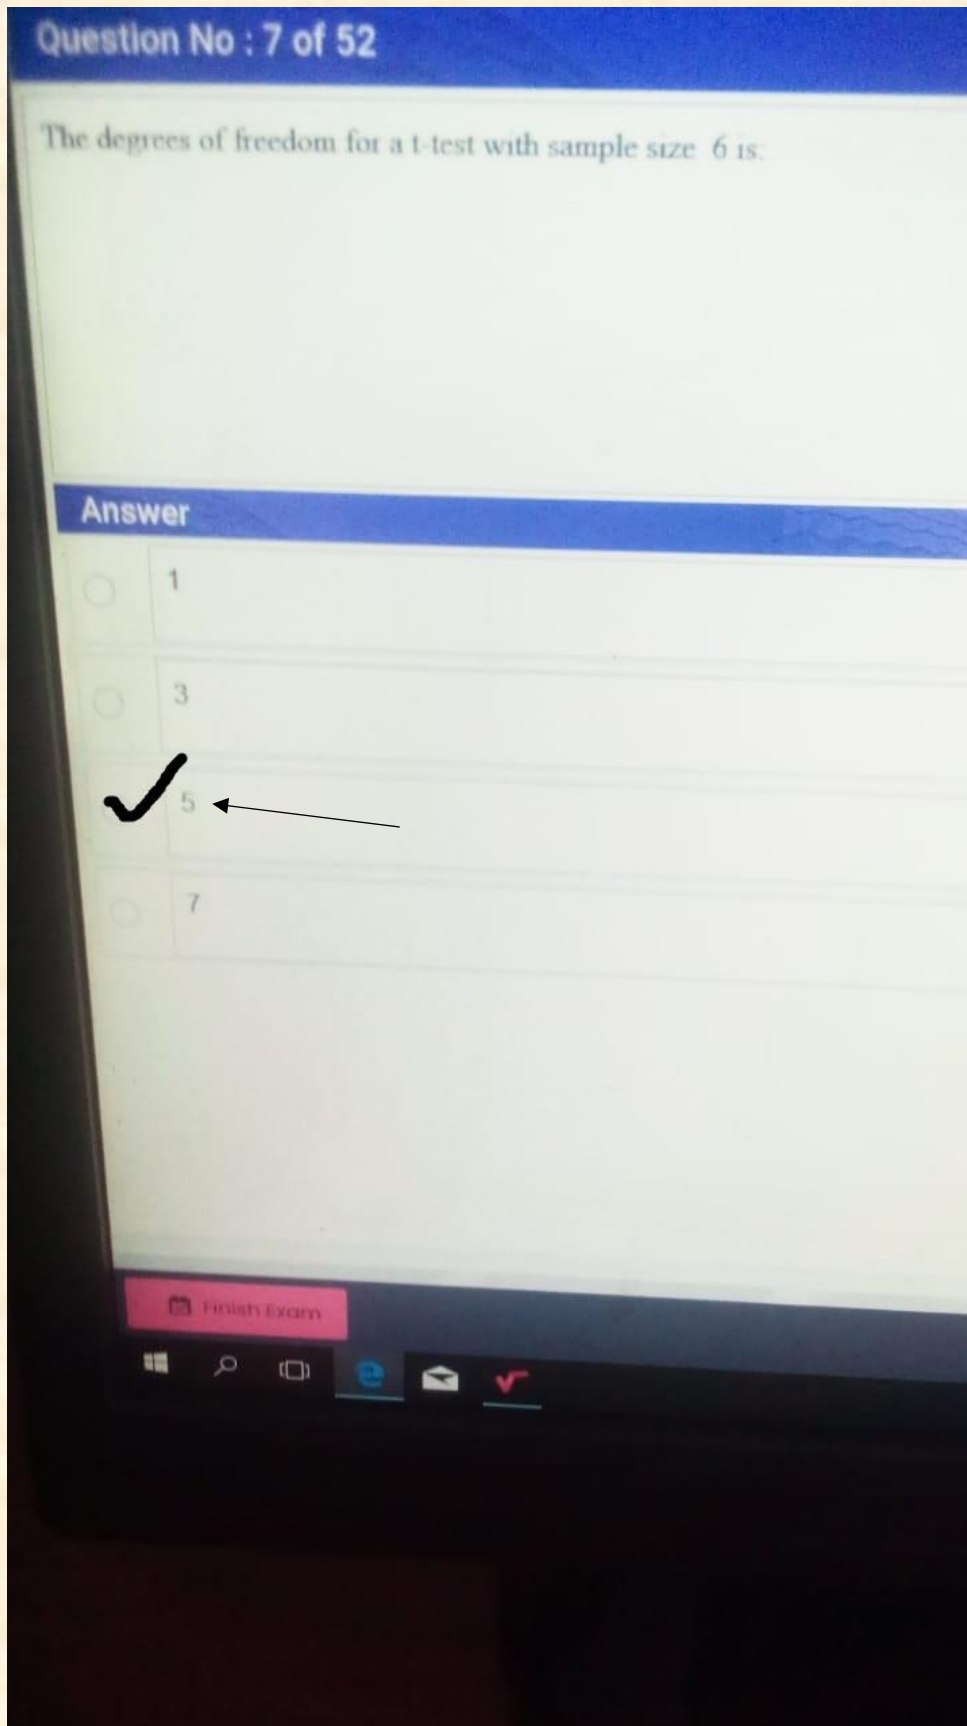 Question No : 7 of 52
The degrees of freedom for a t-test with sample size 6 is:
Answer
1
3
5
7
Finish Exam